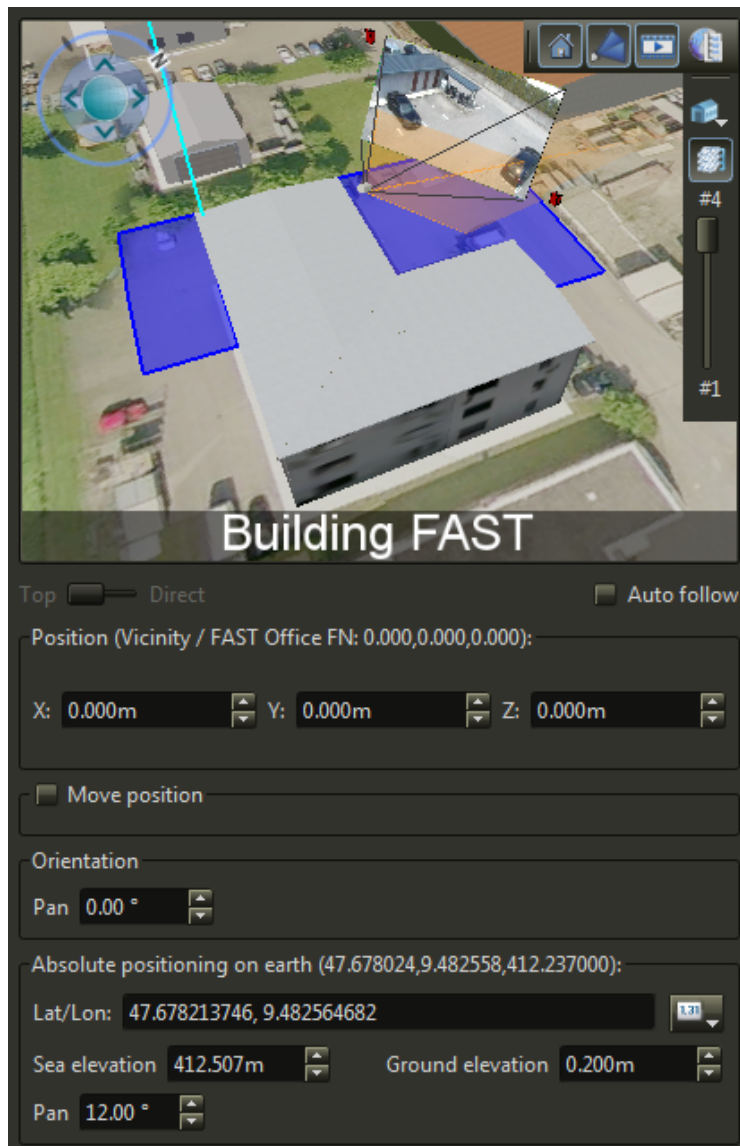 N
#4
#1
Building FAST
Top Direct Auto follow
Position (Vicinity / FAST Office FN: 0.000,0.000,0.000):
X: 0.000m Y: 0.000m Z: 0.000m
Move position
Orientation
Pan 0.00 °
Absolute positioning on earth (47.678024,9.482558,412.237000):
Lat/Lon: 47.678213746, 9.482564682 1.31
Sea elevation 412.507m Ground elevation 0.200m
Pan 12.00 °